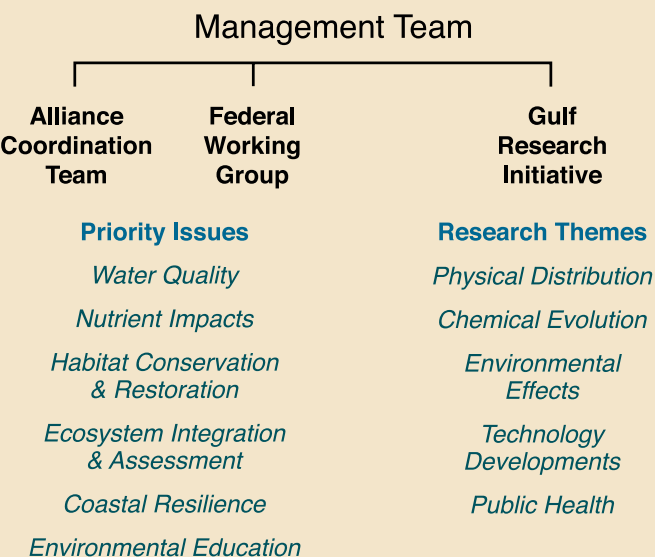 Management Team
Alliance
Coordination
Team
Federal
Working
Group
Gulf
Research
Initiative
Priority Issues
Water Quality
Nutrient Impacts
Habitat Conservation
& Restoration
Ecosystem Integration
& Assessment
Coastal Resilience
Environmental Education
Research Themes
Physical Distribution
Chemical Evolution
Environmental
Effects
Technology
Developments
Public Health